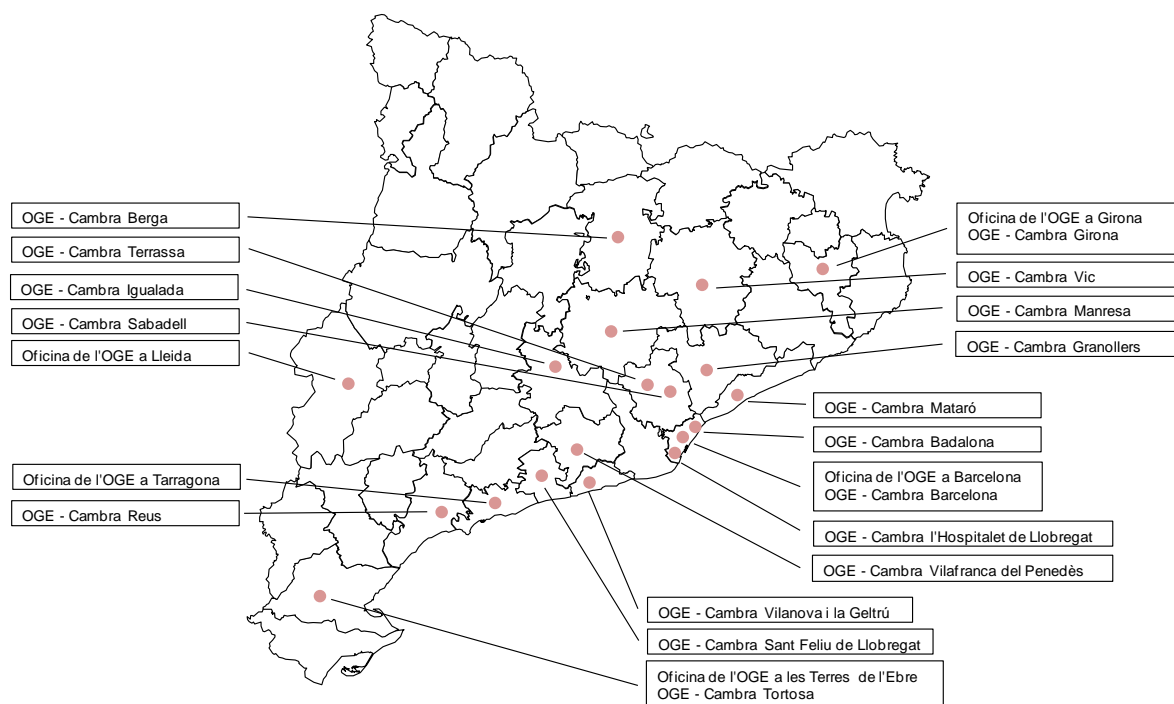 OGE - Cambra Berga
OGE - Cambra Terrassa
OGE - Cambra Igualada
OGE - Cambra Sabadell
Oficina de l'OGE a Lleida
Oficina de l'OGE a Tarragona
OGE - Cambra Reus
Oficina de l'OGE a Girona
OGE - Cambra Girona
OGE - Cambra Vic
OGE - Cambra Manresa
OGE - Cambra Granollers
OGE - Cambra Mataró
OGE - Cambra Badalona
Oficina de l'OGE a Barcelona
OGE - Cambra Barcelona
OGE - Cambra l'Hospitalet de Llobregat
OGE - Cambra Vilafranca del Penedès
OGE - Cambra Vilanova i la Geltrú
OGE - Cambra Sant Feliu de Llobregat
Oficina de l'OGE a les Terres de l'Ebre
OGE - Cambra Tortosa